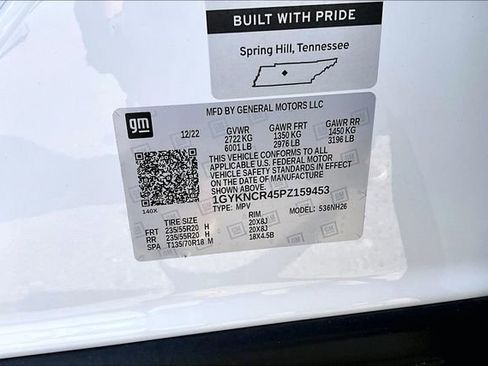 BUILT WITH PRIDE
Spring Hill, Tennessee
gm
MFD BY GENERAL MOTORS LLC
12/22 GVWR GAWR FRT GAWR RR
2722 KG 1350 KG 1450 KG
6001 LB 2976 LB 3196 LB
THIS VEHICLE CONFORMS TO ALL
APPLICABLE U.S. FEDERAL MOTOR
VEHICLE SAFETY STANDARDS IN EFFECT
ON THE DATE OF MANUFACTURE
SHOWN ABOVE.
1GYKNCR45PZ159453
140X
TYPE: MPV MODEL: 536NH26
TIRE SIZE RIM
FRT 235/55R20 H 20X8J
RR 235/55R20 H 20X8J
SPA T135/70R18 M 18X4.5B